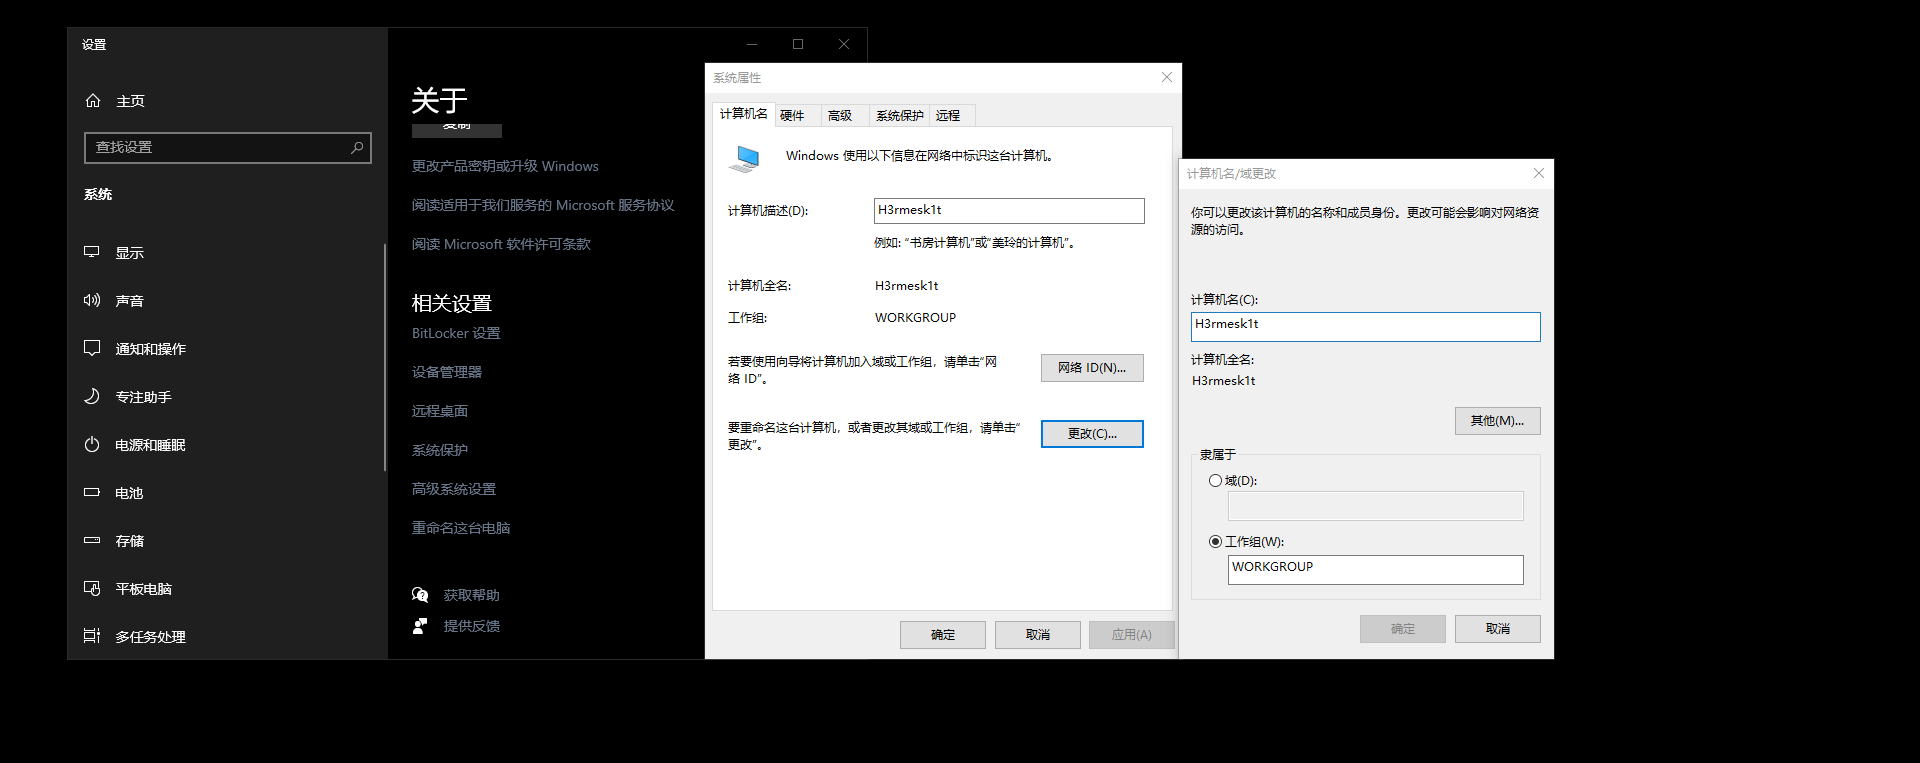 设置
主页
查找设置
系统
显示
声音
通知和操作
专注助手
电源和睡眠
电池
存储
平板电脑
多任务处理
关于
复制
更改产品密钥或升级 Windows
阅读适用于我们服务的 Microsoft 服务协议
阅读 Microsoft 软件许可条款
相关设置
BitLocker 设置
设备管理器
远程桌面
系统保护
高级系统设置
重命名这台电脑
获取帮助
提供反馈
系统属性
计算机名 硬件 高级 系统保护 远程
Windows 使用以下信息在网络中标识这台计算机。
计算机描述(D): H3rmesk1t
例如: “书房计算机”或“美玲的计算机”。
计算机全名: H3rmesk1t
工作组: WORKGROUP
若要使用向导将计算机加入域或工作组，请单击“网
络 ID”。
网络 ID(N)...
要重命名这台计算机，或者更改其域或工作组，请单击“
更改”。
更改(C)...
确定 取消 应用(A)
计算机名/域更改
你可以更改该计算机的名称和成员身份。更改可能会影响对网络资
源的访问。
计算机名(C):
H3rmesk1t
计算机全名:
H3rmesk1t
其他(M)...
隶属于
域(D):
工作组(W):
WORKGROUP
确定 取消